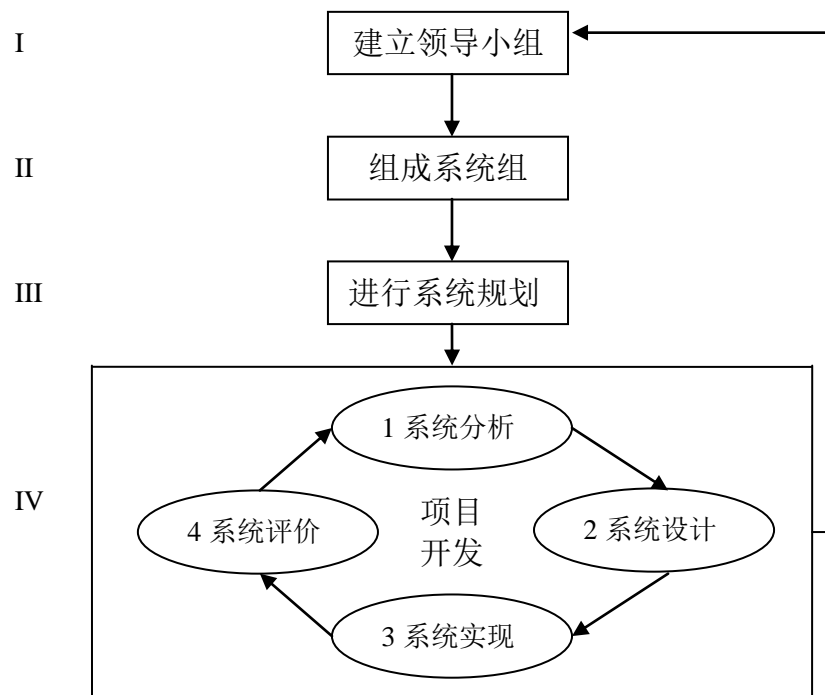 I
建立领导小组
II
组成系统组
III
进行系统规划
1 系统分析
IV
4 系统评价
项目
开发
2 系统设计
3 系统实现